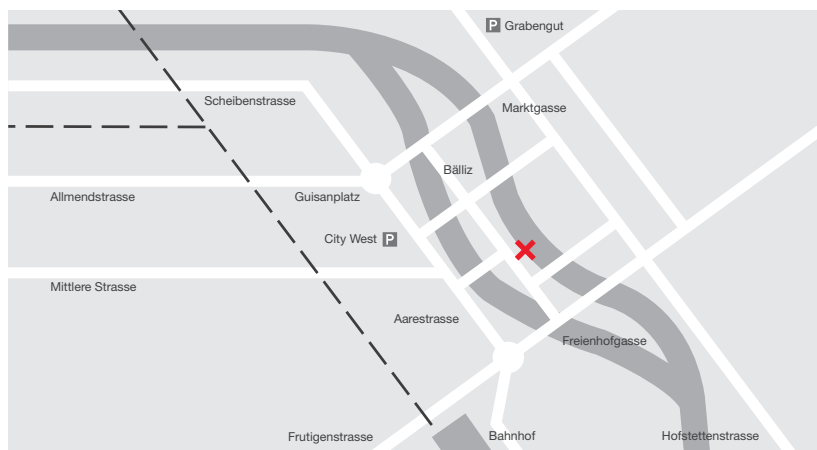 P Grabengut
Scheibenstrasse
Marktgasse
Bälliz
Allmendstrasse
Guisanplatz
City West P
Mittlere Strasse
Aarestrasse
Freienhofgasse
Frutigenstrasse
Bahnhof
Hofstettenstrasse